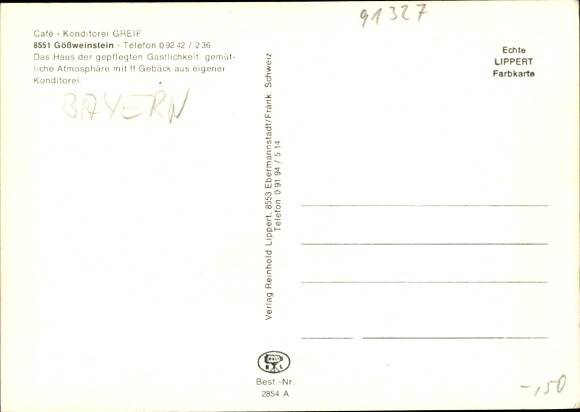 91327
Café - Konditorei GREIF
8551 Gößweinstein · Telefon 0 92 42 / 2 36
Das Haus der gepflegten Gastlichkeit, gemüt-
liche Atmosphäre mit ff Gebäck aus eigener
Konditorei.
BAYERN
Echte
LIPPERT
Farbkarte
Verlag Reinhold Lippert, 8553 Ebermannstadt/Fränk. Schweiz
Telefon 0 91 94 / 5 14
R L
Best.-Nr.
2854 A
-,50